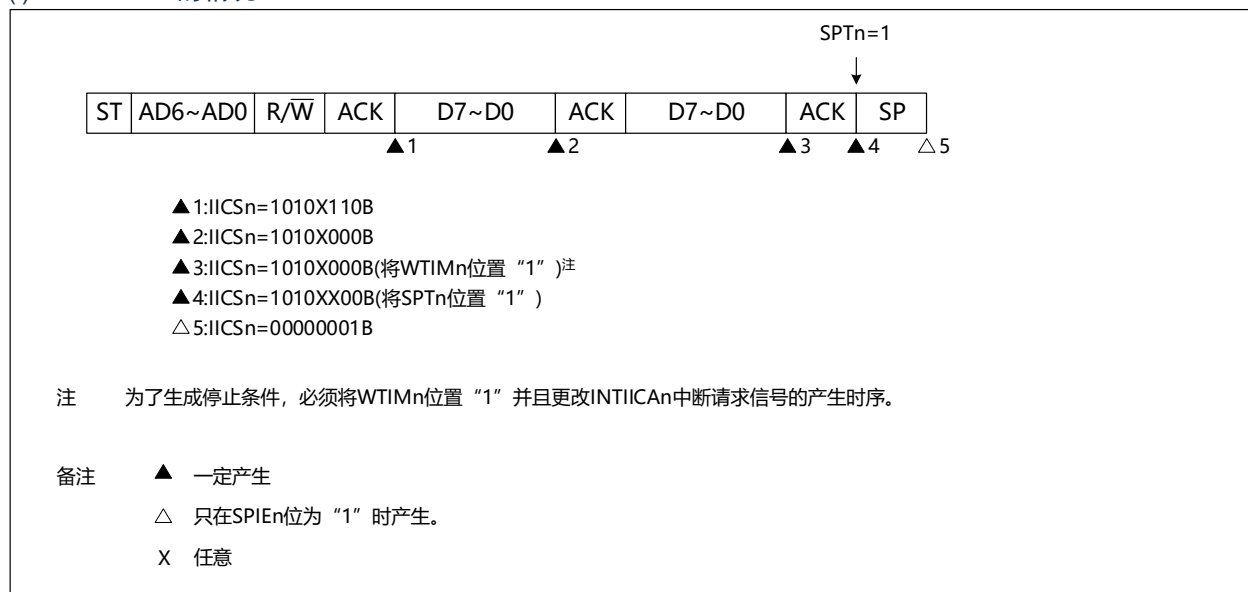 SPTn=1
ST AD6~AD0 R/W̅ ACK D7~D0 ACK D7~D0 ACK SP
▲1 ▲2 ▲3 ▲4 △5
▲1:IICSn=1010X110B
▲2:IICSn=1010X000B
▲3:IICSn=1010X000B(将WTIMn位置“1”)注
▲4:IICSn=1010XX00B(将SPTn位置“1”)
△5:IICSn=00000001B
注 为了生成停止条件，必须将WTIMn位置“1”并且更改INTIICAn中断请求信号的产生时序。
备注 ▲ 一定产生
△ 只在SPIEn位为“1”时产生。
X 任意